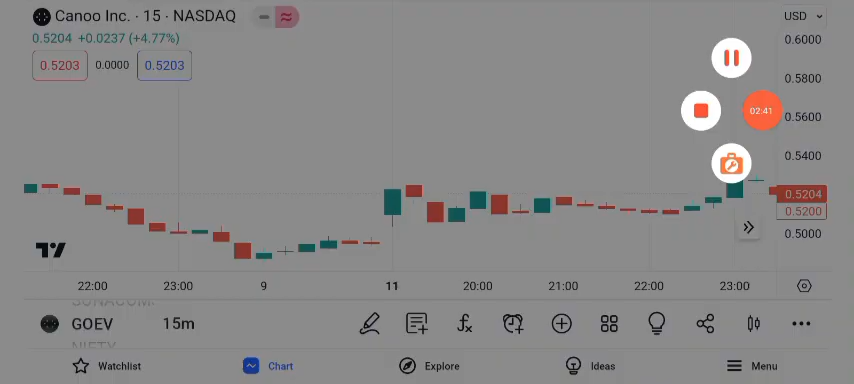 Canoo Inc. · 15 · NASDAQ
USD
0.5204 +0.0237 (+4.77%)
0.6000
0.5203 0.0000 0.5203
0.5800
02:41
0.5600
0.5400
0.5204
0.5200
0.5000
22:00 23:00 9 11 20:00 21:00 22:00 23:00
GOEV 15m
NIFTY
Watchlist Chart Explore Ideas Menu